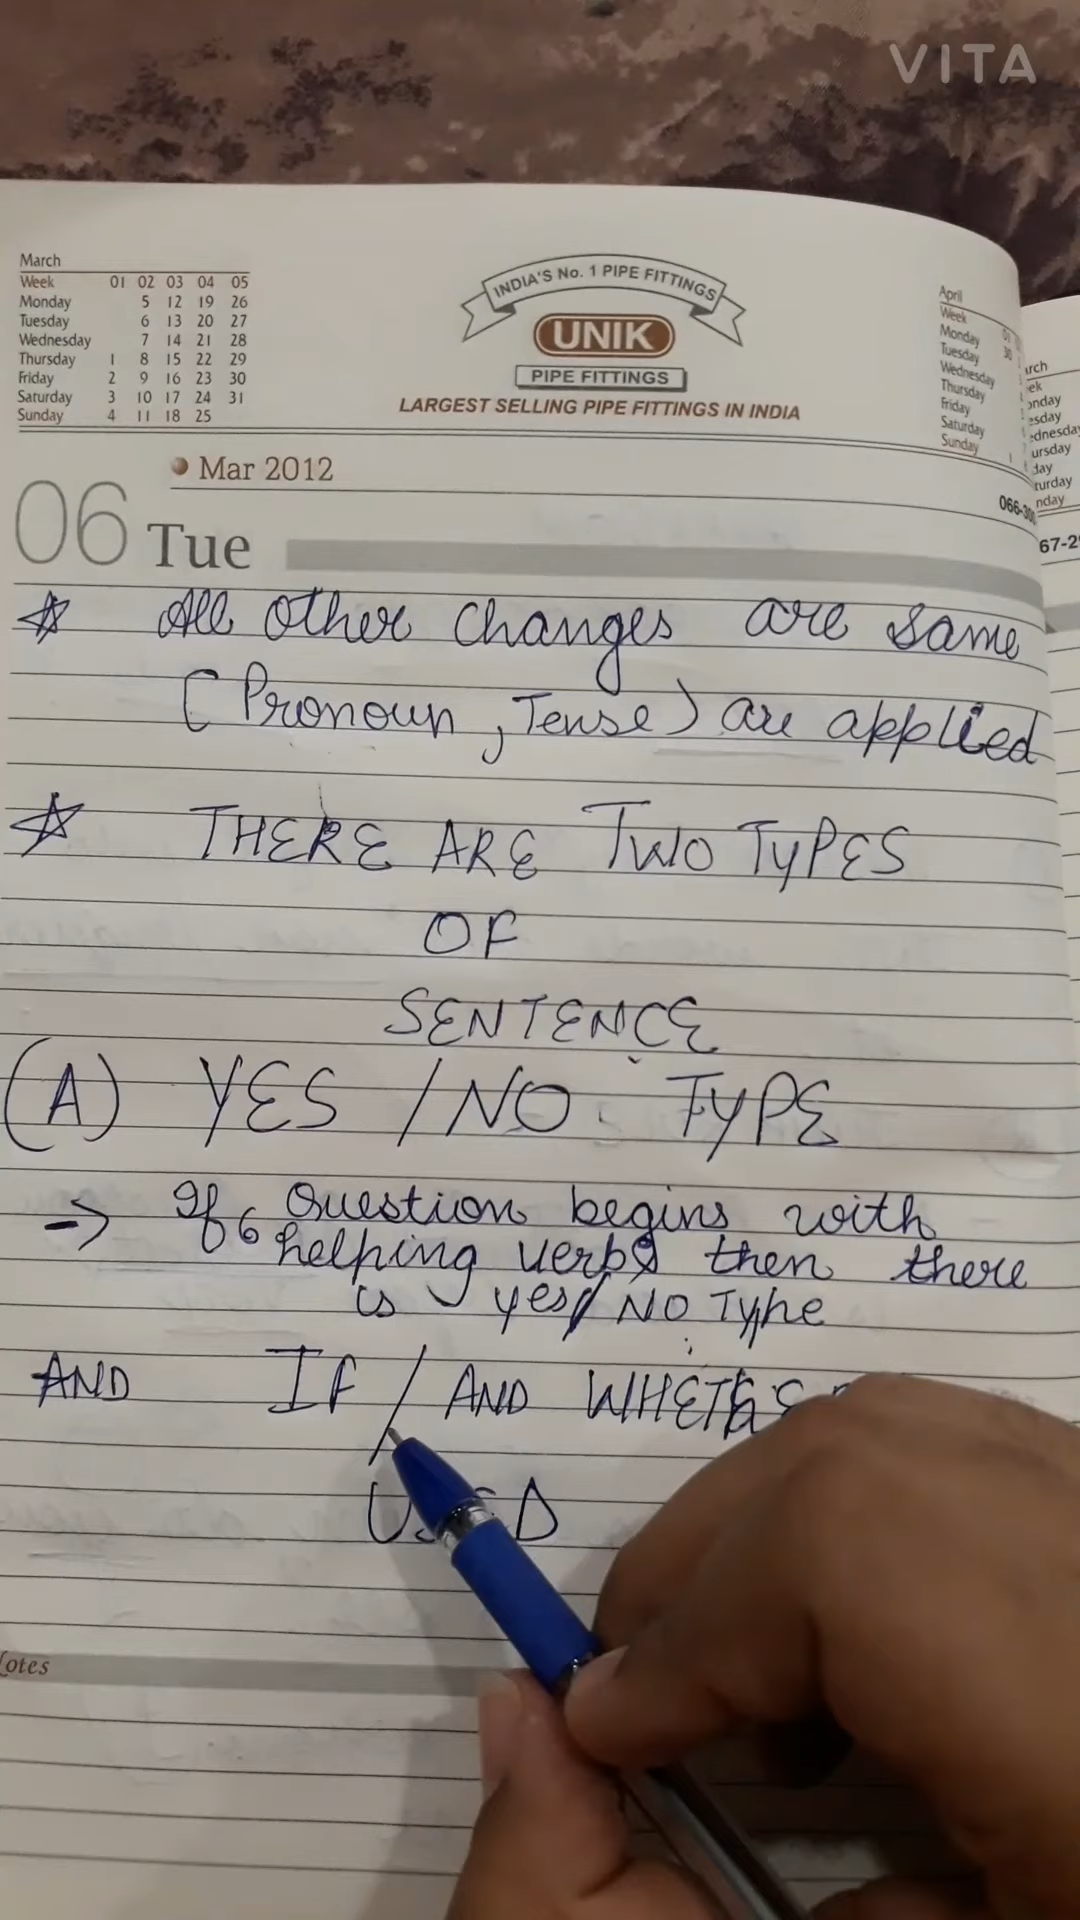 VITA
March
Week 01 02 03 04 05
Monday 5 12 19 26
Tuesday 6 13 20 27
Wednesday 7 14 21 28
Thursday 1 8 15 22 29
Friday 2 9 16 23 30
Saturday 3 10 17 24 31
Sunday 4 11 18 25
INDIA'S No. 1 PIPE FITTINGS
UNIK
PIPE FITTINGS
LARGEST SELLING PIPE FITTINGS IN INDIA
April
Week
Monday 30
Tuesday
Wednesday
Thursday
Friday
Saturday
Sunday 1
Mar 2012
06 Tue
All other changes are same
(Pronoun, Tense) are applied
THERE ARE TWO TYPES
OF
SENTENCE
(A) YES / NO TYPE
→ If Question begins with
helping verbs then there
is yes/ NO Type
AND IF / AND
USED